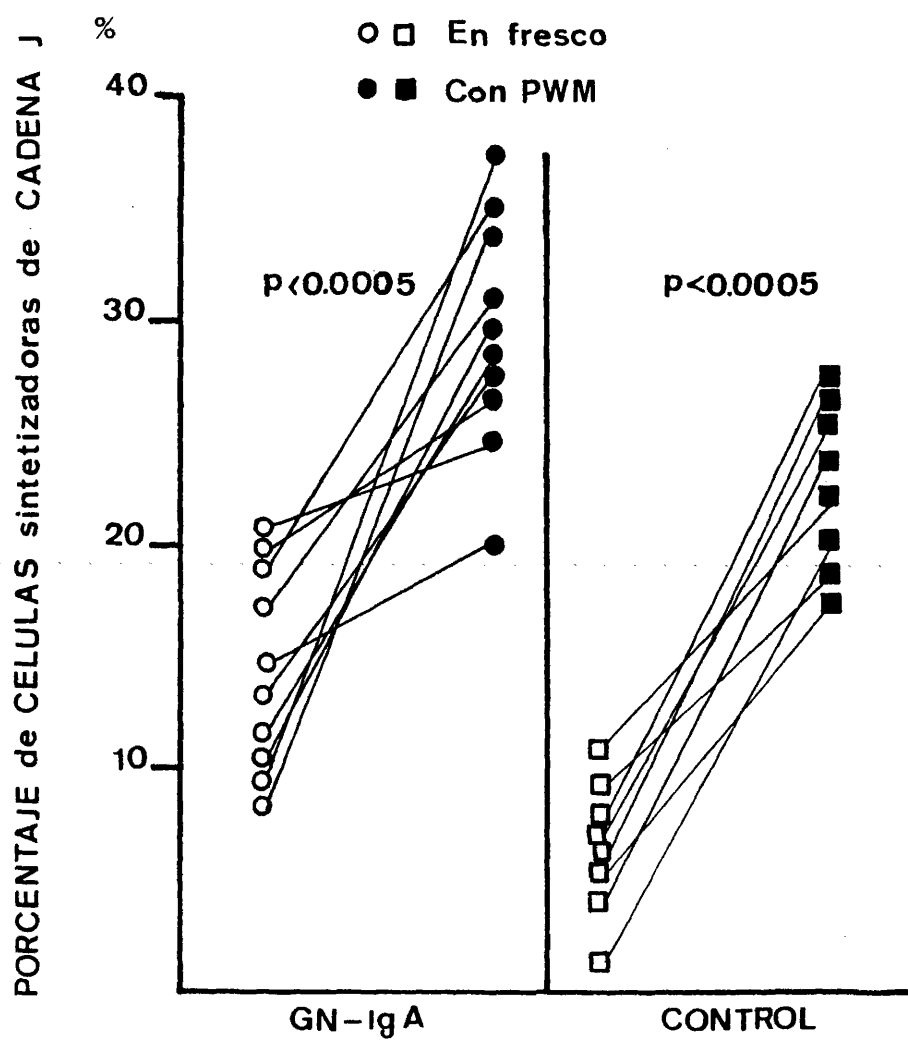 %
En fresco
Con PWM
PORCENTAJE de CELULAS sintetizadoras de CADENA J
40
30
20
10
p<0.0005
p<0.0005
GN-IgA
CONTROL